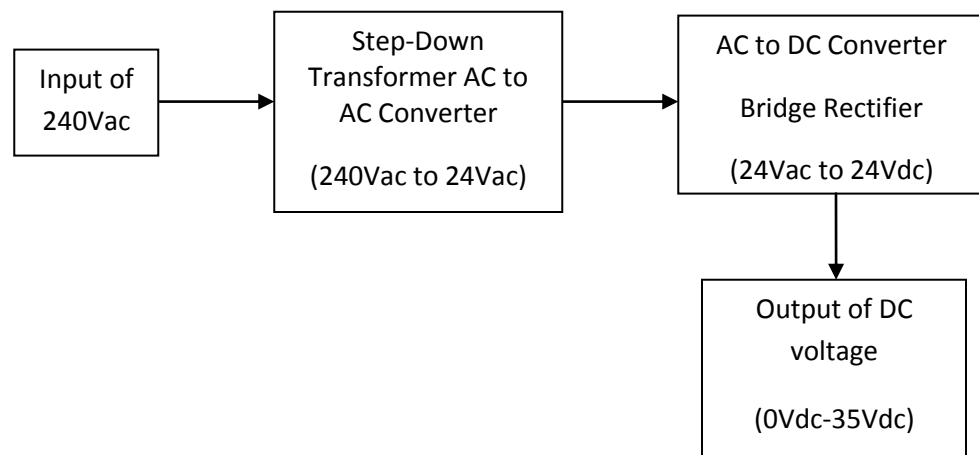 Input of
240Vac
Step-Down
Transformer AC to
AC Converter
(240Vac to 24Vac)
AC to DC Converter
Bridge Rectifier
(24Vac to 24Vdc)
Output of DC
voltage
(0Vdc-35Vdc)